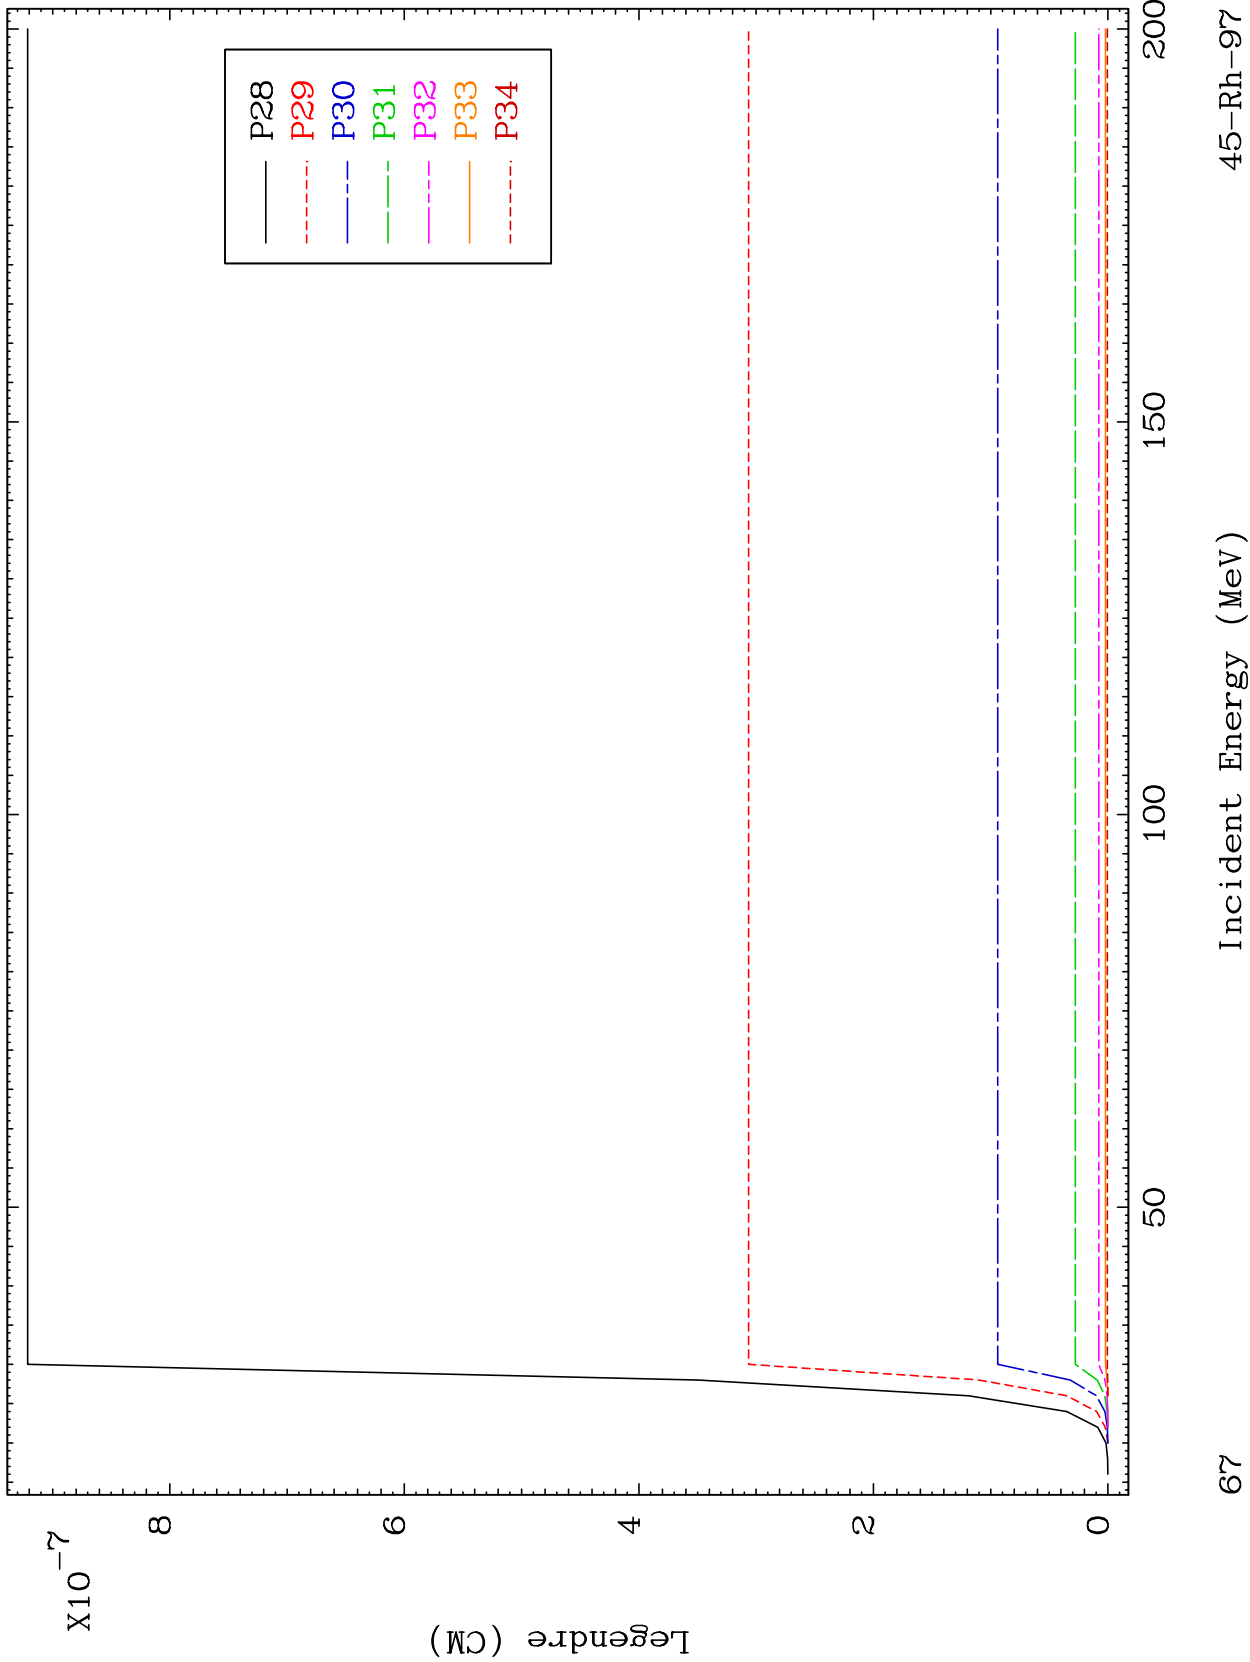 X10-7
8
6
4
2
0
Legendre (CM)
P28
P29
P30
P31
P32
P33
P34
50
100
150
200
Incident Energy (MeV)
67
45-Rh-97